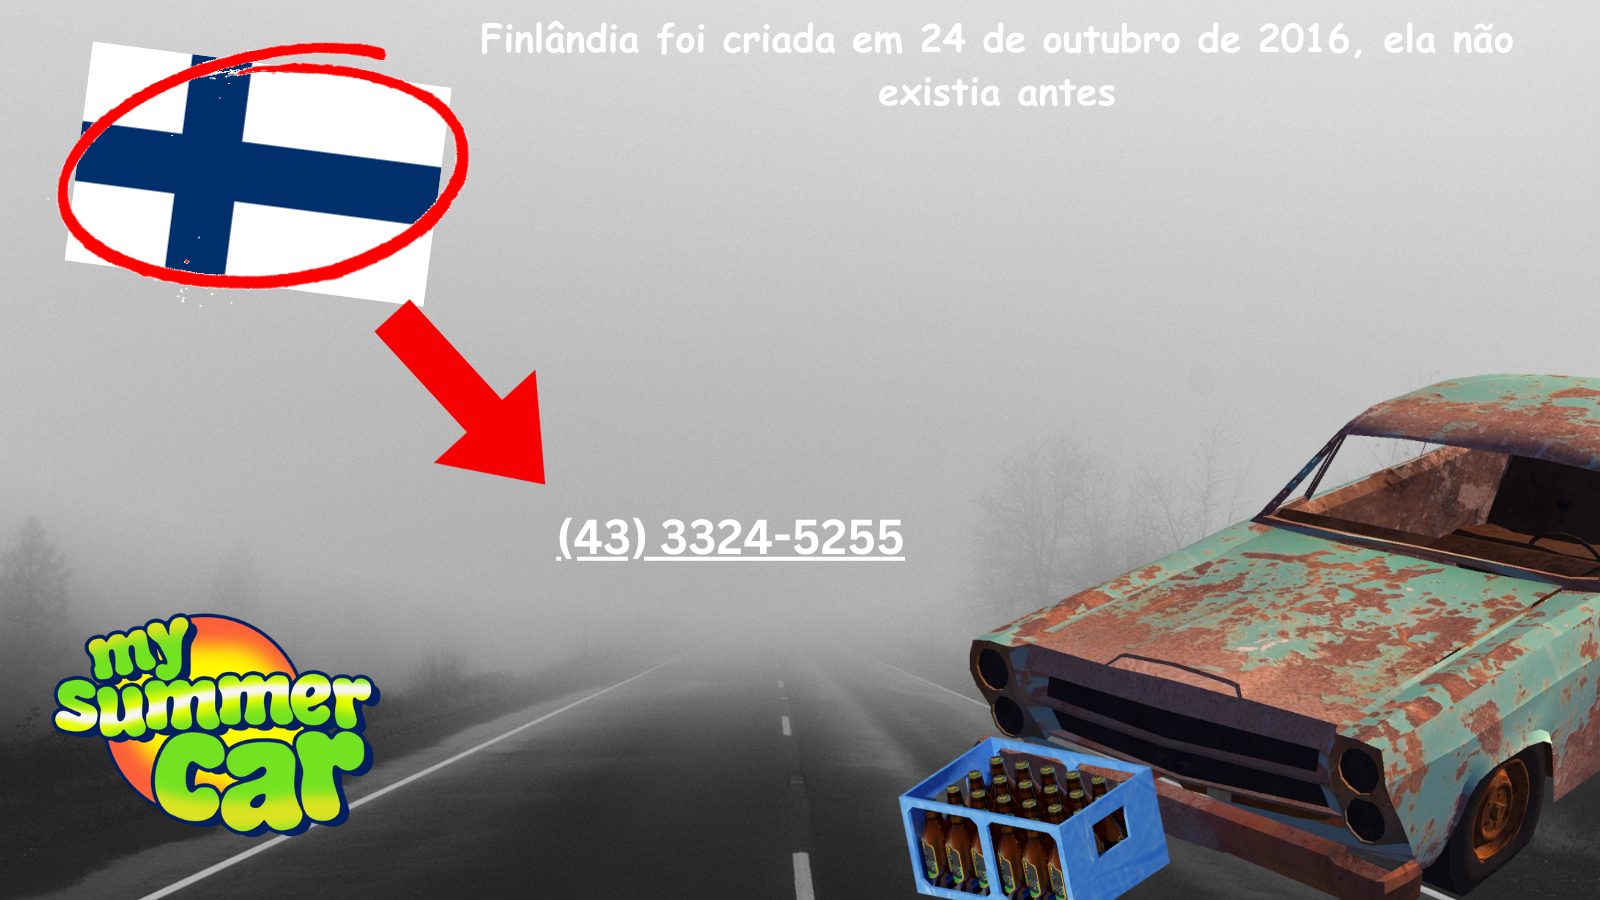 Finlândia foi criada em 24 de outubro de 2016, ela não
existia antes
(43) 3324-5255
my
summer
car